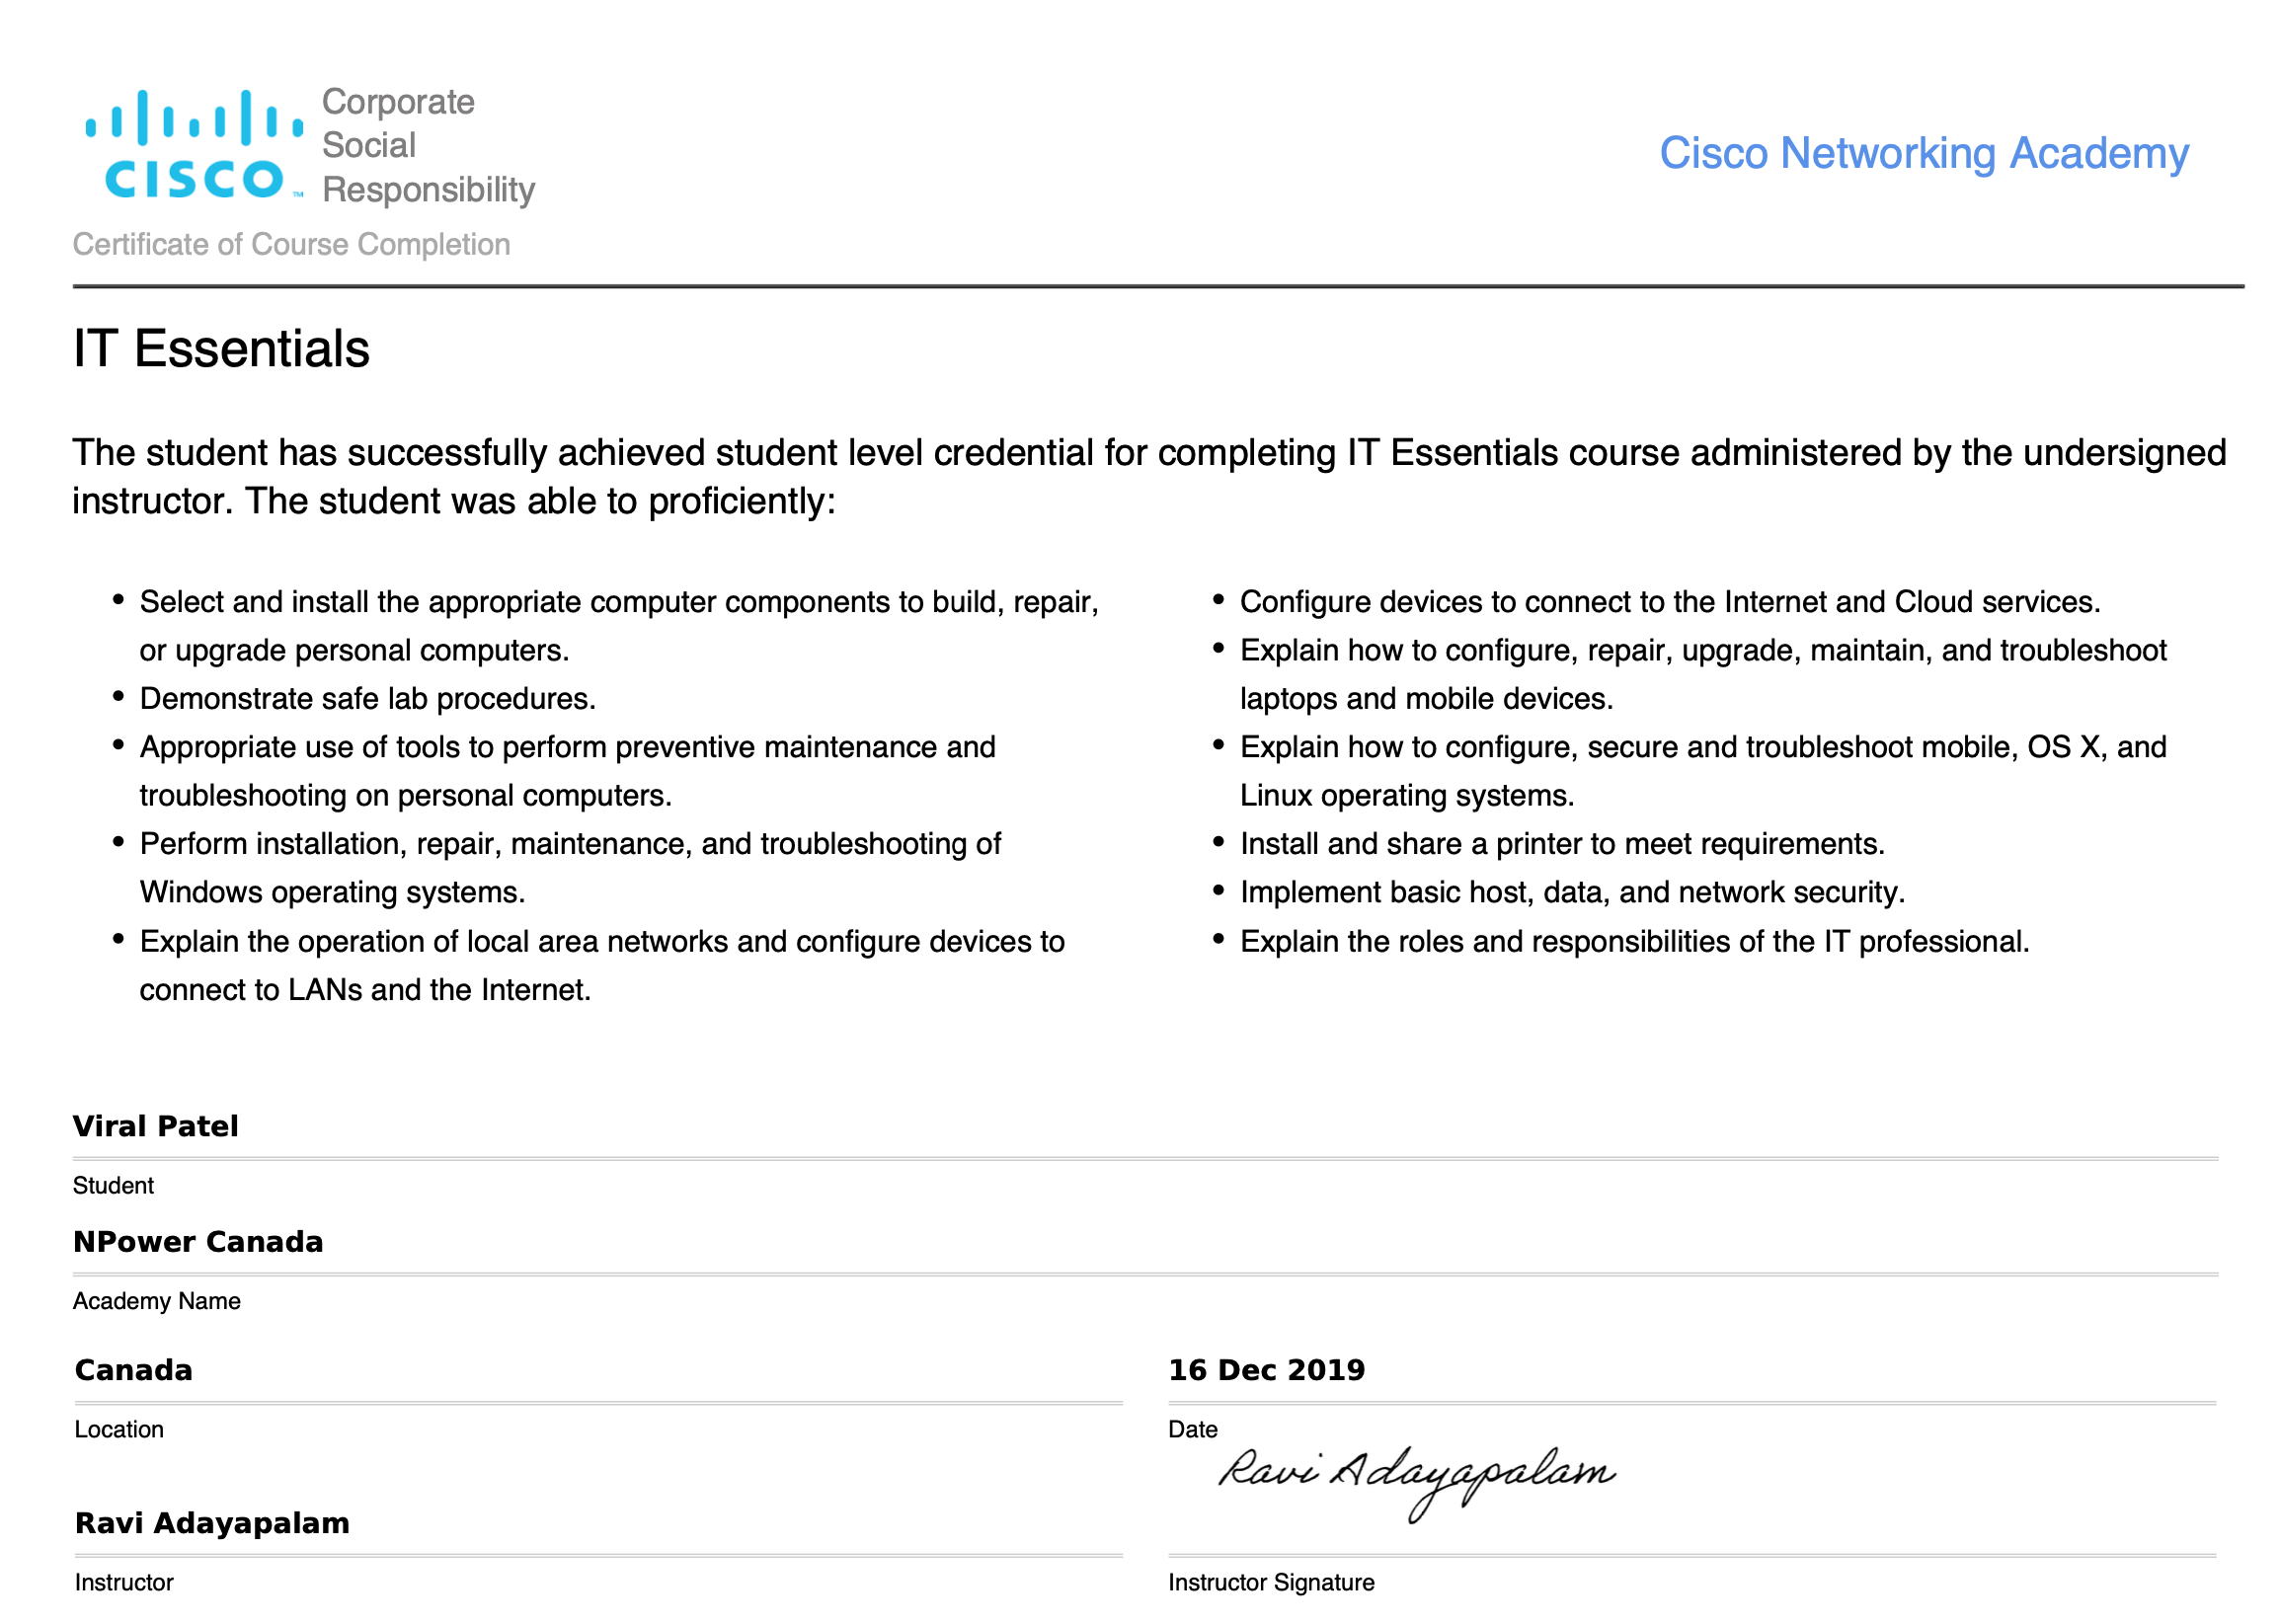 CISCO™
Corporate
Social
Responsibility
Cisco Networking Academy
Certificate of Course Completion
IT Essentials
The student has successfully achieved student level credential for completing IT Essentials course administered by the undersigned
instructor. The student was able to proficiently:
• Select and install the appropriate computer components to build, repair,
or upgrade personal computers.
• Demonstrate safe lab procedures.
• Appropriate use of tools to perform preventive maintenance and
troubleshooting on personal computers.
• Perform installation, repair, maintenance, and troubleshooting of
Windows operating systems.
• Explain the operation of local area networks and configure devices to
connect to LANs and the Internet.
• Configure devices to connect to the Internet and Cloud services.
• Explain how to configure, repair, upgrade, maintain, and troubleshoot
laptops and mobile devices.
• Explain how to configure, secure and troubleshoot mobile, OS X, and
Linux operating systems.
• Install and share a printer to meet requirements.
• Implement basic host, data, and network security.
• Explain the roles and responsibilities of the IT professional.
Viral Patel
Student
NPower Canada
Academy Name
Canada
Location
16 Dec 2019
Date
Ravi Adayapalam
Instructor
Ravi Adayapalam
Instructor Signature